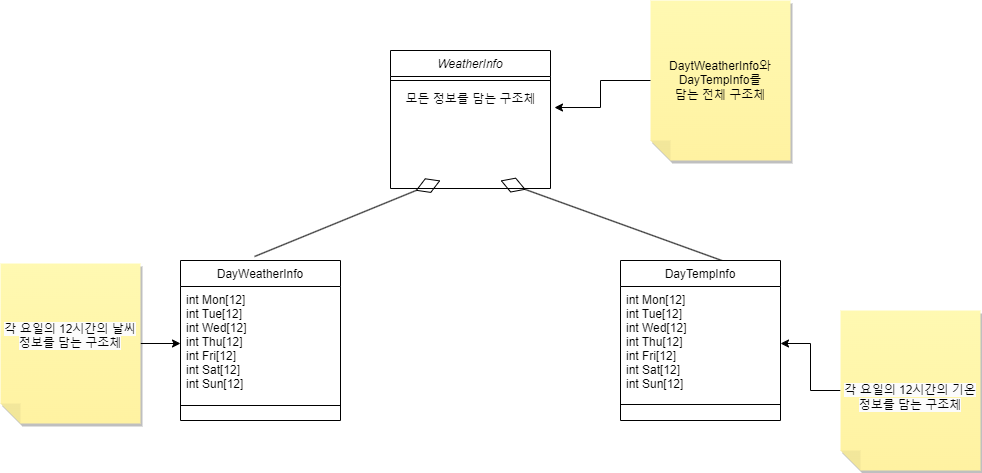 WeatherInfo
모든 정보를 담는 구조체
DaytWeatherInfo와
DayTempInfo를
담는 전체 구조체
DayWeatherInfo
int Mon[12]
int Tue[12]
int Wed[12]
int Thu[12]
int Fri[12]
int Sat[12]
int Sun[12]
각 요일의 12시간의 날씨
정보를 담는 구조체
DayTempInfo
int Mon[12]
int Tue[12]
int Wed[12]
int Thu[12]
int Fri[12]
int Sat[12]
int Sun[12]
각 요일의 12시간의 기온
정보를 담는 구조체